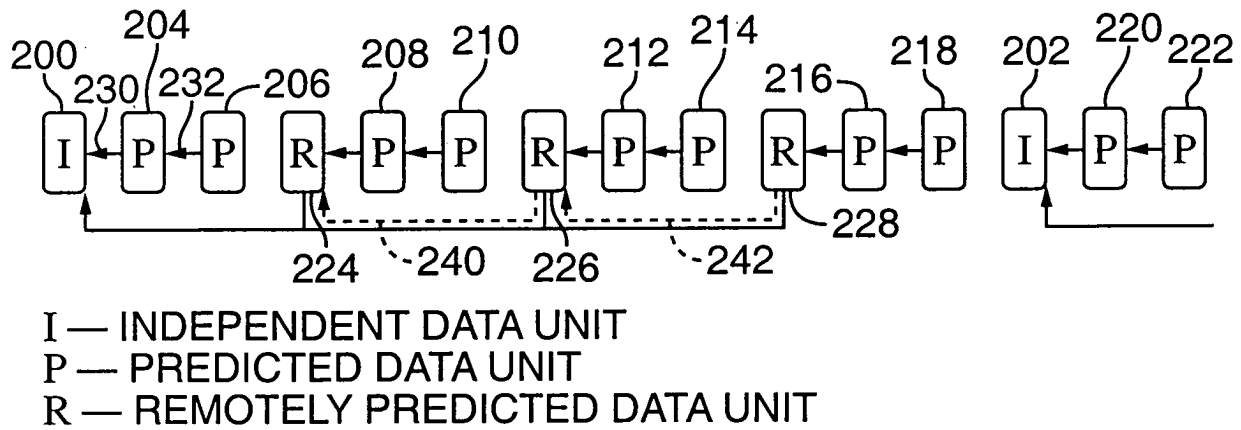 200 204 206 208 210 212 214 216 218 202 220 222
230 232
I P P R P P R P P R P P I P P
224 240 226 242 228
I — INDEPENDENT DATA UNIT
P — PREDICTED DATA UNIT
R — REMOTELY PREDICTED DATA UNIT